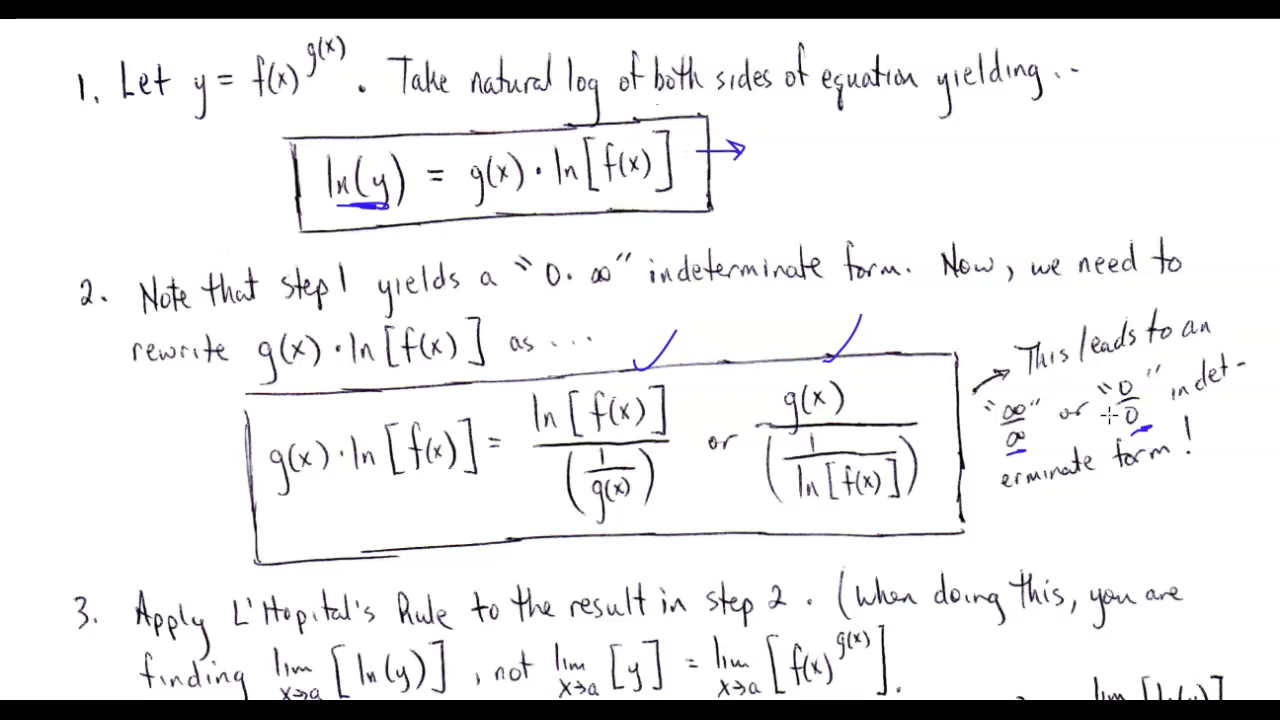 1. Let y = f(x)^g(x). Take natural log of both sides of equation yielding...
ln(y) = g(x) · ln[f(x)]
2. Note that step 1 yields a "0·∞" indeterminate form. Now, we need to
rewrite g(x)·ln[f(x)] as ...
g(x)·ln[f(x)] = ln[f(x)] / (1/g(x)) or g(x) / (1/ln[f(x)])
This leads to an
"∞/∞" or "0/0" indet-
erminate form!
3. Apply L'Hopital's Rule to the result in step 2. (When doing this, you are
finding lim x→a [ln(y)], not lim x→a [y] = lim x→a [f(x)^g(x)].